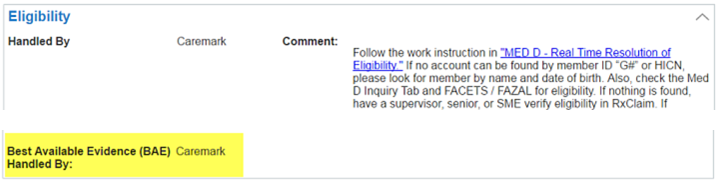 Eligibility
Handled By Caremark Comment:
Follow the work instruction in "MED D - Real Time Resolution of
Eligibility." If no account can be found by member ID "G#" or HICN,
please look for member by name and date of birth. Also, check the Med
D Inquiry Tab and FACETS / FAZAL for eligibility. If nothing is found,
have a supervisor, senior, or SME verify eligibility in RxClaim. If
Best Available Evidence (BAE) Caremark
Handled By: